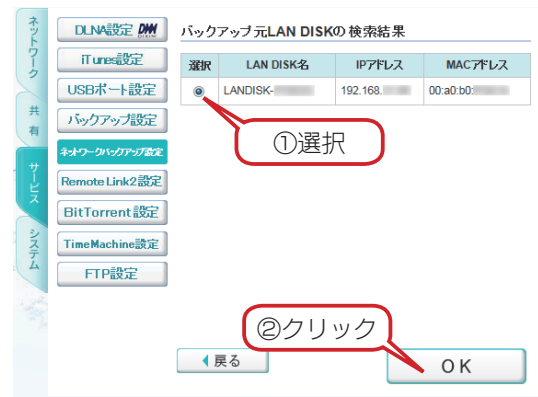 ネットワーク
共有
サービス
システム
DLNA設定
iTunes設定
USBポート設定
バックアップ設定
ネットワークバックアップ設定
Remote Link2設定
BitTorrent設定
TimeMachine設定
FTP設定
バックアップ元LAN DISKの検索結果
選択 LAN DISK名 IPアドレス MACアドレス
LANDISK- 192.168. 00:a0:b0:
①選択
②クリック
戻る
OK